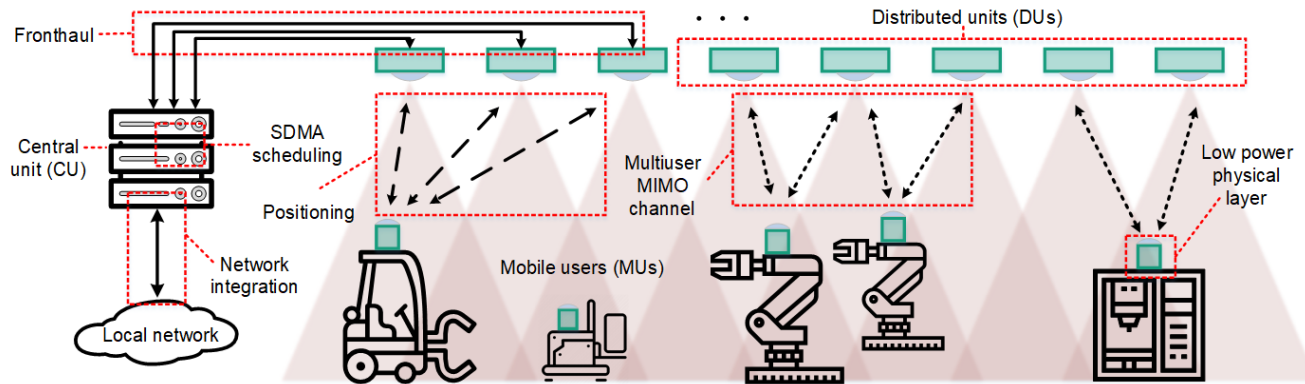 Fronthaul
. . .
Distributed units (DUs)
Central
unit (CU)
SDMA
scheduling
Positioning
Multiuser
MIMO
channel
Low power
physical
layer
Network
integration
Mobile users (MUs)
Local network